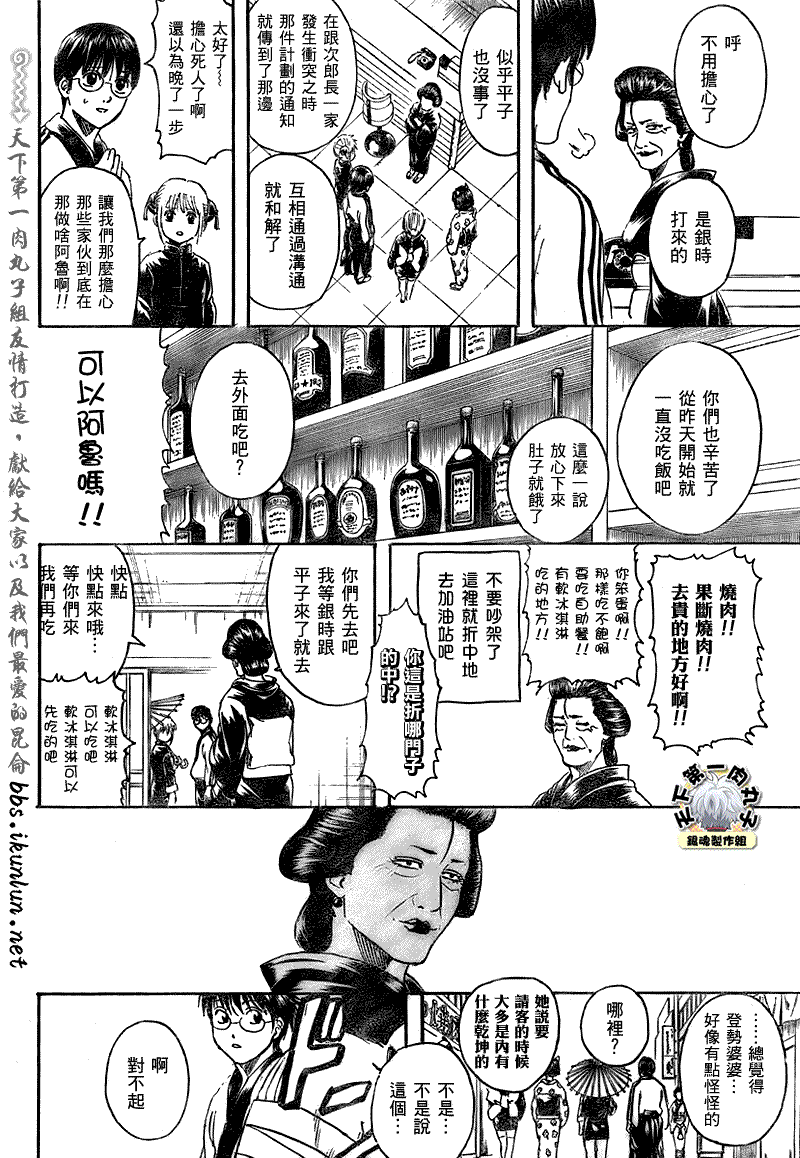 呼
不用擔心了
是銀時
打來的
似乎平子
也沒事了
在跟次郎長一家
發生衝突之時
那件計劃的通知
就傳到了那邊
互相通過溝通
就和解了
太好了~
擔心死人了啊
還以為晚了一步
讓我們那麼擔心
那些家伙到底在
那做啥阿魯啊!!
你們也辛苦了
從昨天開始就
一直沒吃飯吧
這麼一說
放心下來
肚子就餓了
去外面吃吧?
可以阿魯嗎!!
燒肉!!
果斷燒肉!!
去貴的地方好啊!!
你笨蛋啊!!
那樣吃不飽啊
要吃自助餐!!
有軟冰淇淋
吃的地方!!
不要吵架了
這裡就折中地
去加油站吧
你這是折哪門子
的中!?
你們先去吧
我等銀時跟
平子來了就去
快點
快點來哦…
等你們來
我們再吃
軟冰淇淋
可以吃吧
軟冰淇淋可以
先吃的吧
……總覺得
登勢婆婆…
好像有點怪怪的
哪裡?
她說要
請客的時候
大多是內有
什麼乾坤的
不是…
不是說
這個…
啊
對不起
天下第一肉丸子組友情打造,獻給大家以及我們最愛的昆侖 bbs.ikunlun.net
天下第一肉丸子
銀魂製作組